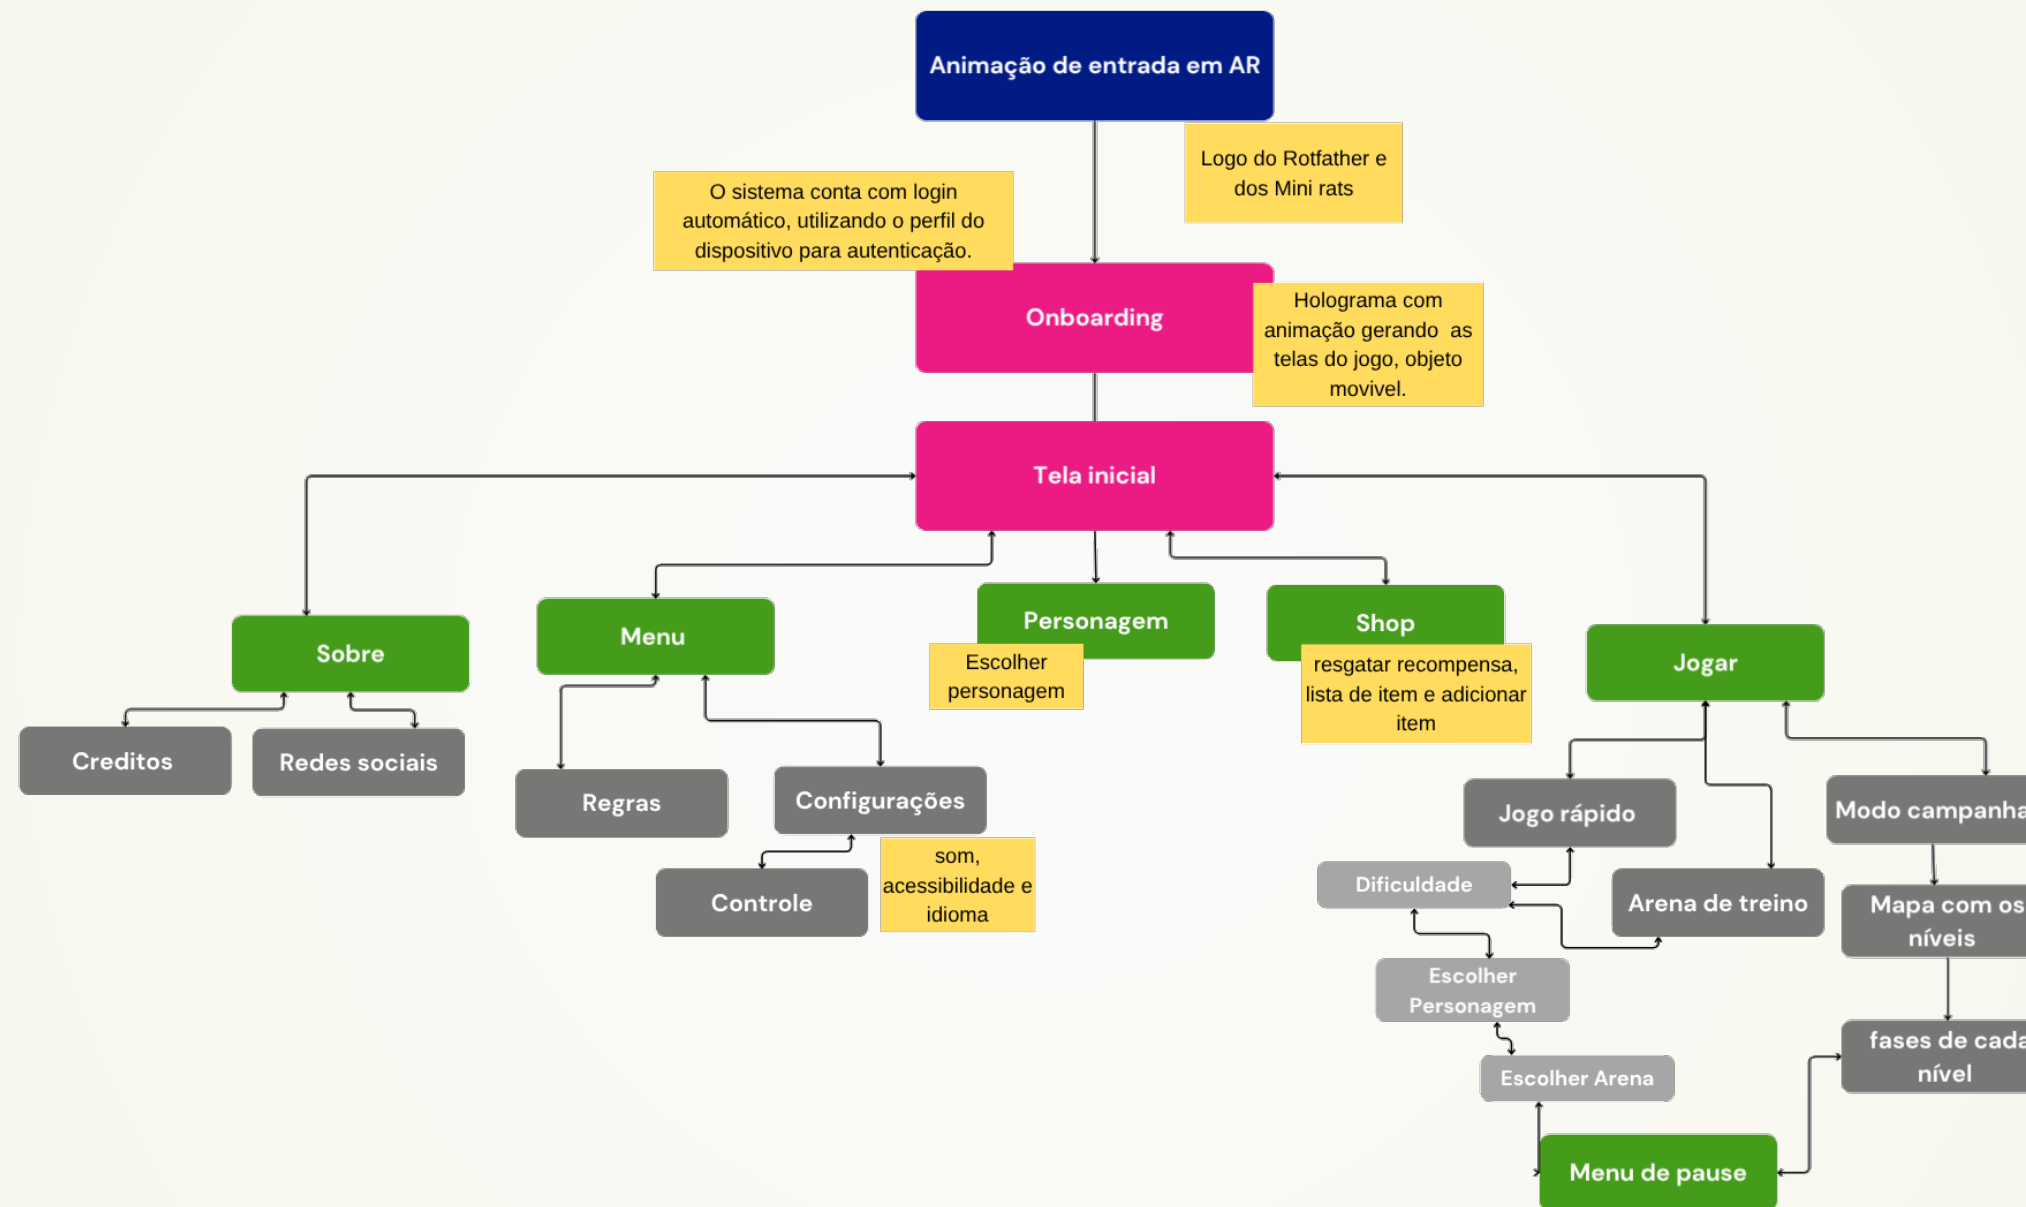 Animação de entrada em AR
Logo do Rotfather e
dos Mini rats
O sistema conta com login
automático, utilizando o perfil do
dispositivo para autenticação.
Onboarding
Holograma com
animação gerando as
telas do jogo, objeto
movivel.
Tela inicial
Sobre
Menu
Personagem
Escolher
personagem
Shop
resgatar recompensa,
lista de item e adicionar
item
Jogar
Creditos
Redes sociais
Regras
Configurações
som,
acessibilidade e
idioma
Controle
Jogo rápido
Modo campanha
Dificuldade
Arena de treino
Mapa com os
níveis
Escolher
Personagem
fases de cada
nível
Escolher Arena
Menu de pause